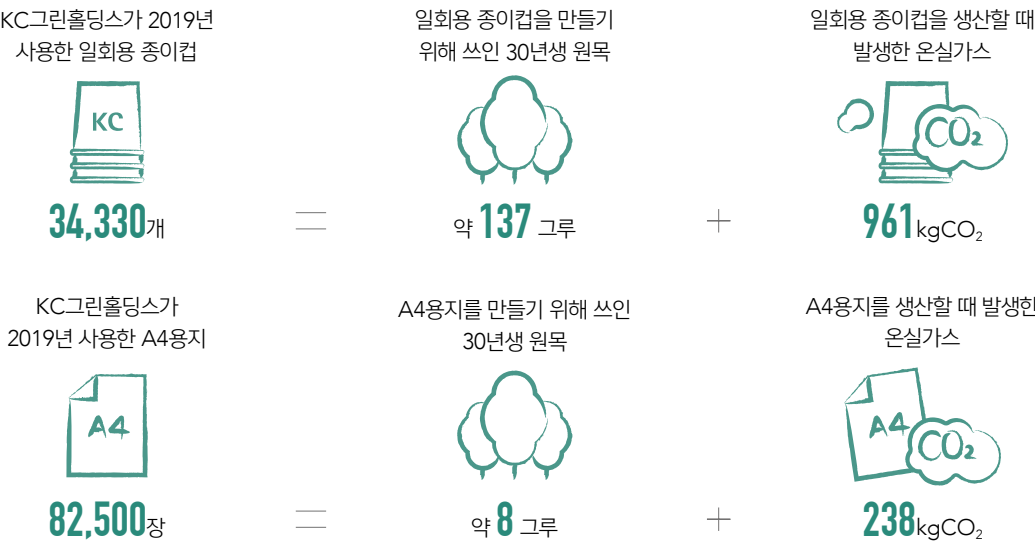 KC그린홀딩스가 2019년
사용한 일회용 종이컵
KC
34,330개
=
일회용 종이컵을 만들기
위해 쓰인 30년생 원목
약 137 그루
+
일회용 종이컵을 생산할 때
발생한 온실가스
CO₂
961kgCO₂
KC그린홀딩스가
2019년 사용한 A4용지
A4
82,500장
=
A4용지를 만들기 위해 쓰인
30년생 원목
약 8 그루
+
A4용지를 생산할 때 발생한
온실가스
A4
CO₂
238kgCO₂